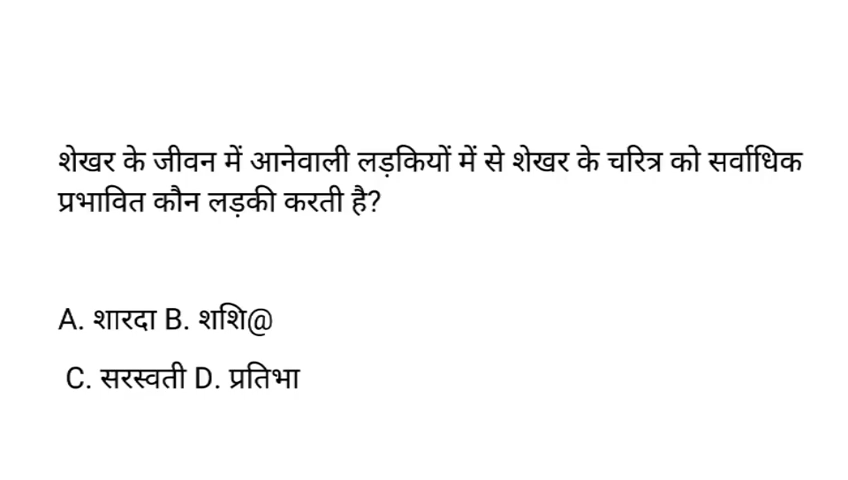 शेखर के जीवन में आनेवाली लड़कियों में से शेखर के चरित्र को सर्वाधिक
प्रभावित कौन लड़की करती है?
A. शारदा B. शशि@
C. सरस्वती D. प्रतिभा